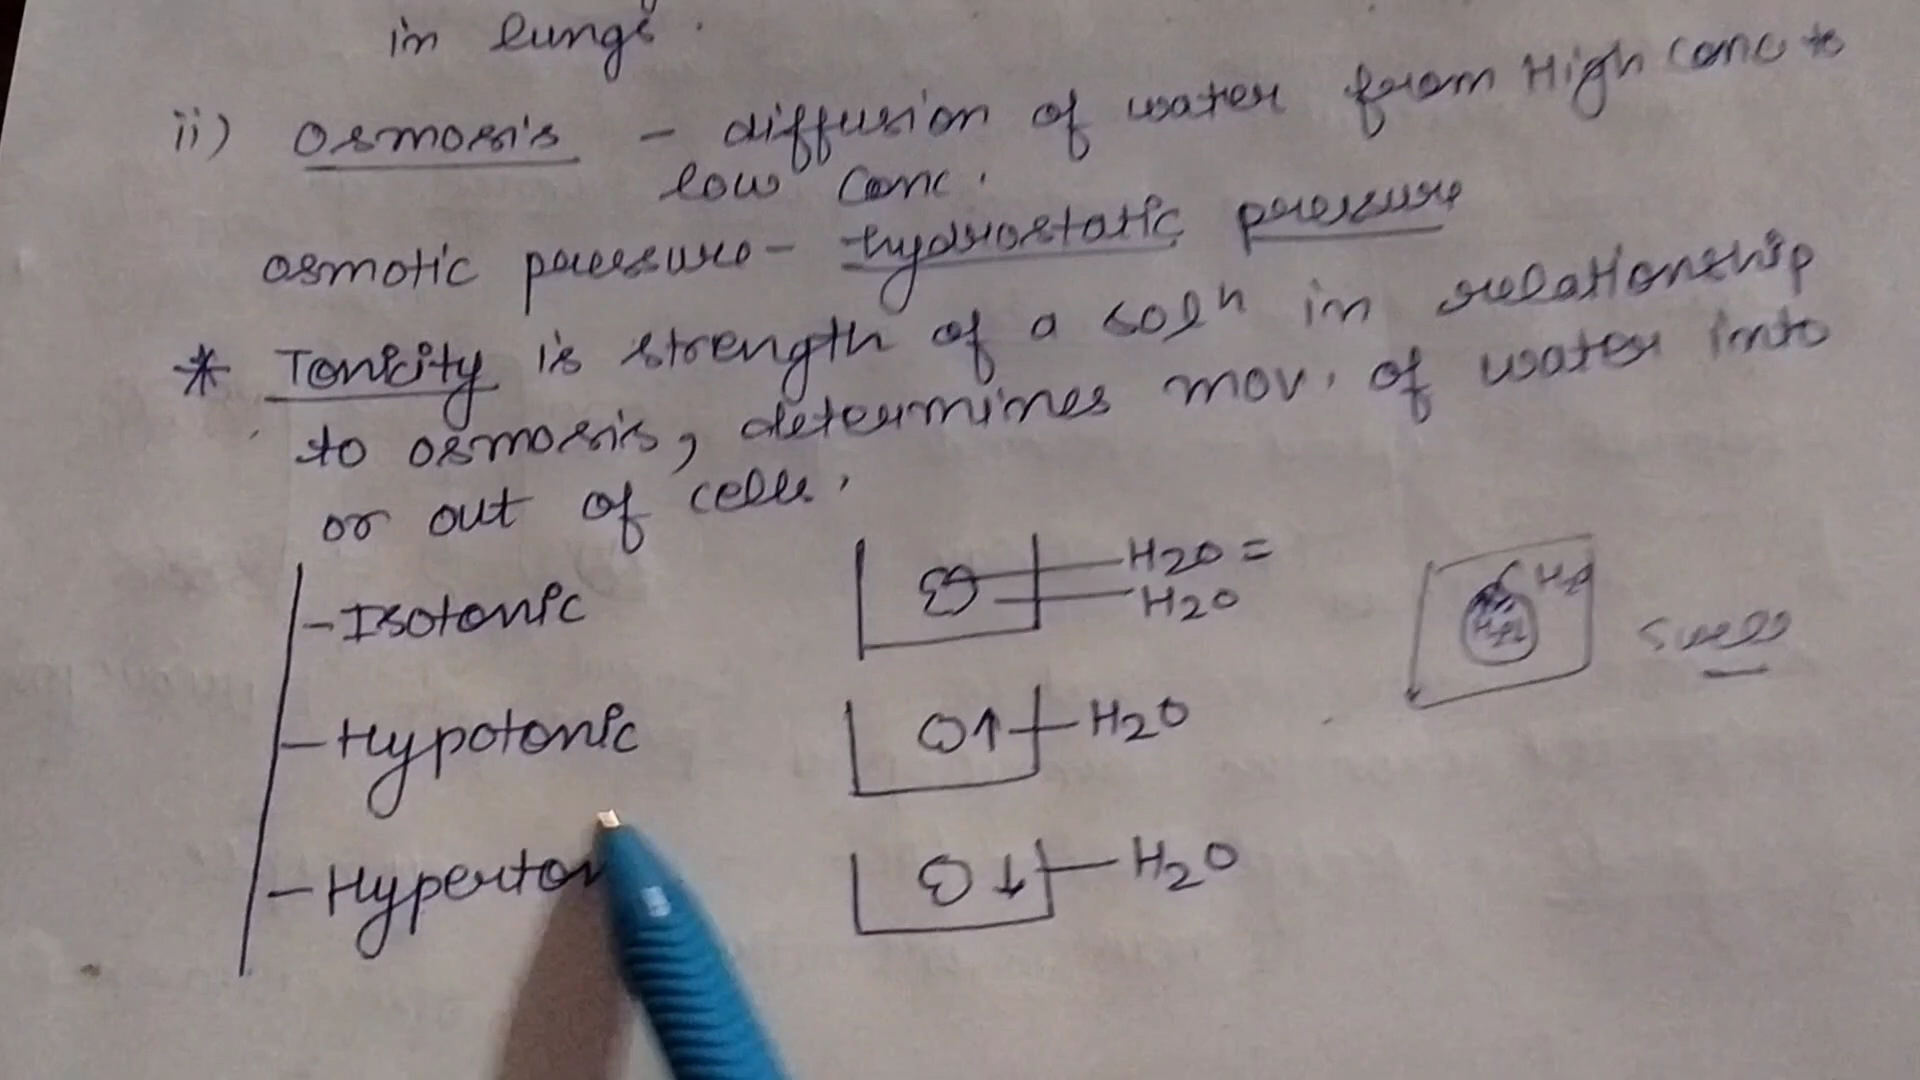 in lungs.
ii) Osmosis - diffusion of water from High conc to
low conc.
osmotic pressure - hydrostatic pressure
* Tonicity is strength of a solⁿ in relationship
to osmosis, determines mov. of water into
or out of cells.
- Isotonic H2O =
H2O
- Hypotonic ↑ H2O
- Hyperton ↓ H2O
H2O
Swell